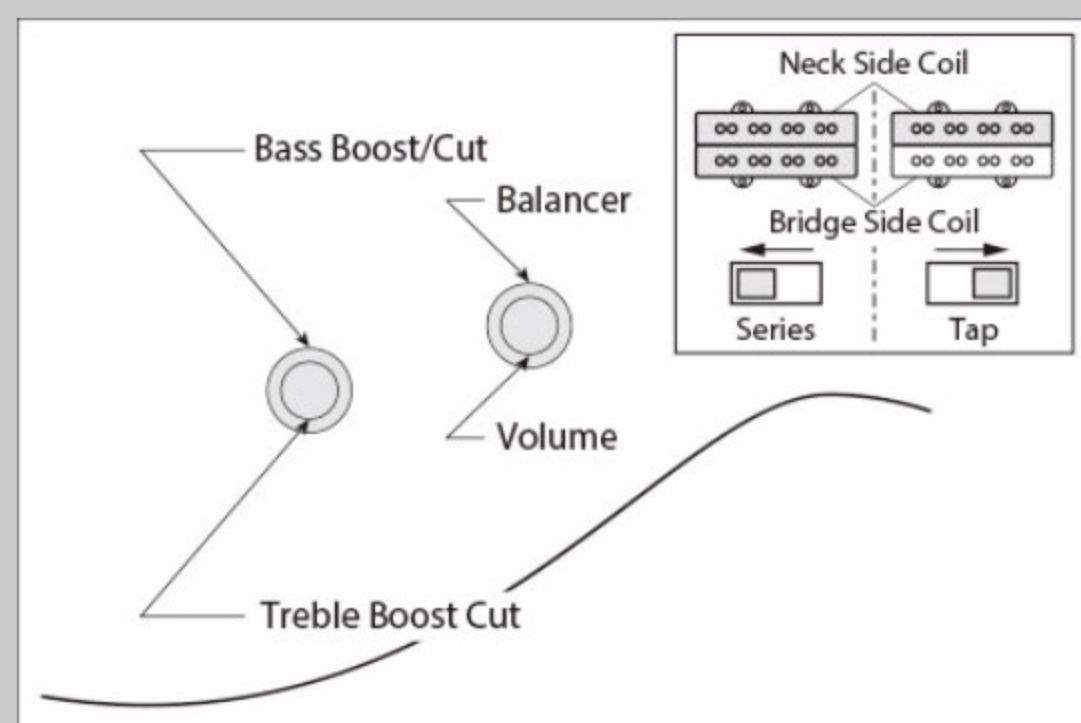 Neck Side Coil
Bass Boost/Cut
Balancer
Bridge Side Coil
Series
Tap
Volume
Treble Boost Cut